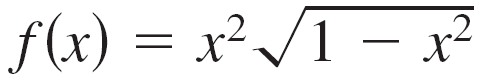 f(x) = x²√(1 − x²)